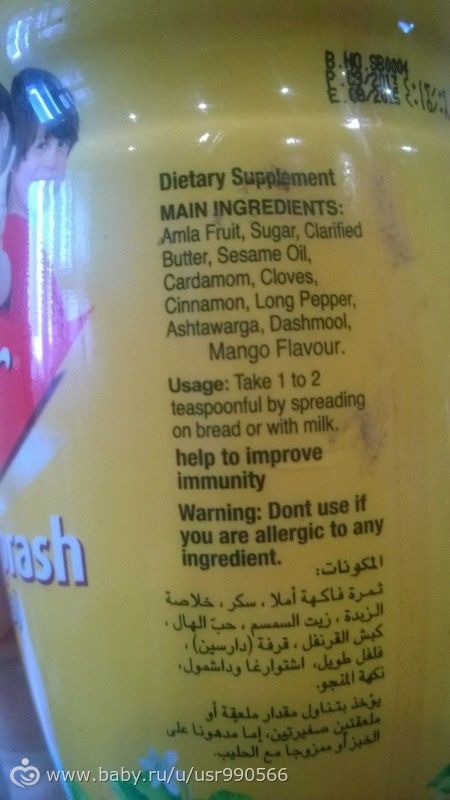 B.NO.SB0004
P. 08/2013
E. 08/2015
Dietary Supplement
MAIN INGREDIENTS:
Amla Fruit, Sugar, Clarified
Butter, Sesame Oil,
Cardamom, Cloves,
Cinnamon, Long Pepper,
Ashtawarga, Dashmool,
Mango Flavour.
Usage: Take 1 to 2
teaspoonful by spreading
on bread or with milk.
help to improve
immunity
Warning: Dont use if
you are allergic to any
ingredient.
المكونات:
ثمرة فاكهة أملا ، سكر ، خلاصة
الزبدة ، زيت السمسم ، حبّ الهال ،
كبش القرنفل ، قرفة (دارسين) ،
فلفل طويل، اشتوارغا وداشمول،
نكهة المنجو.
يؤخذ بتناول مقدار ملعقة أو
ملعقتين صغيرتين، إما مدهونا على
الخبز أو ممزوجا مع الحليب.
rash
www.baby.ru/u/usr990566